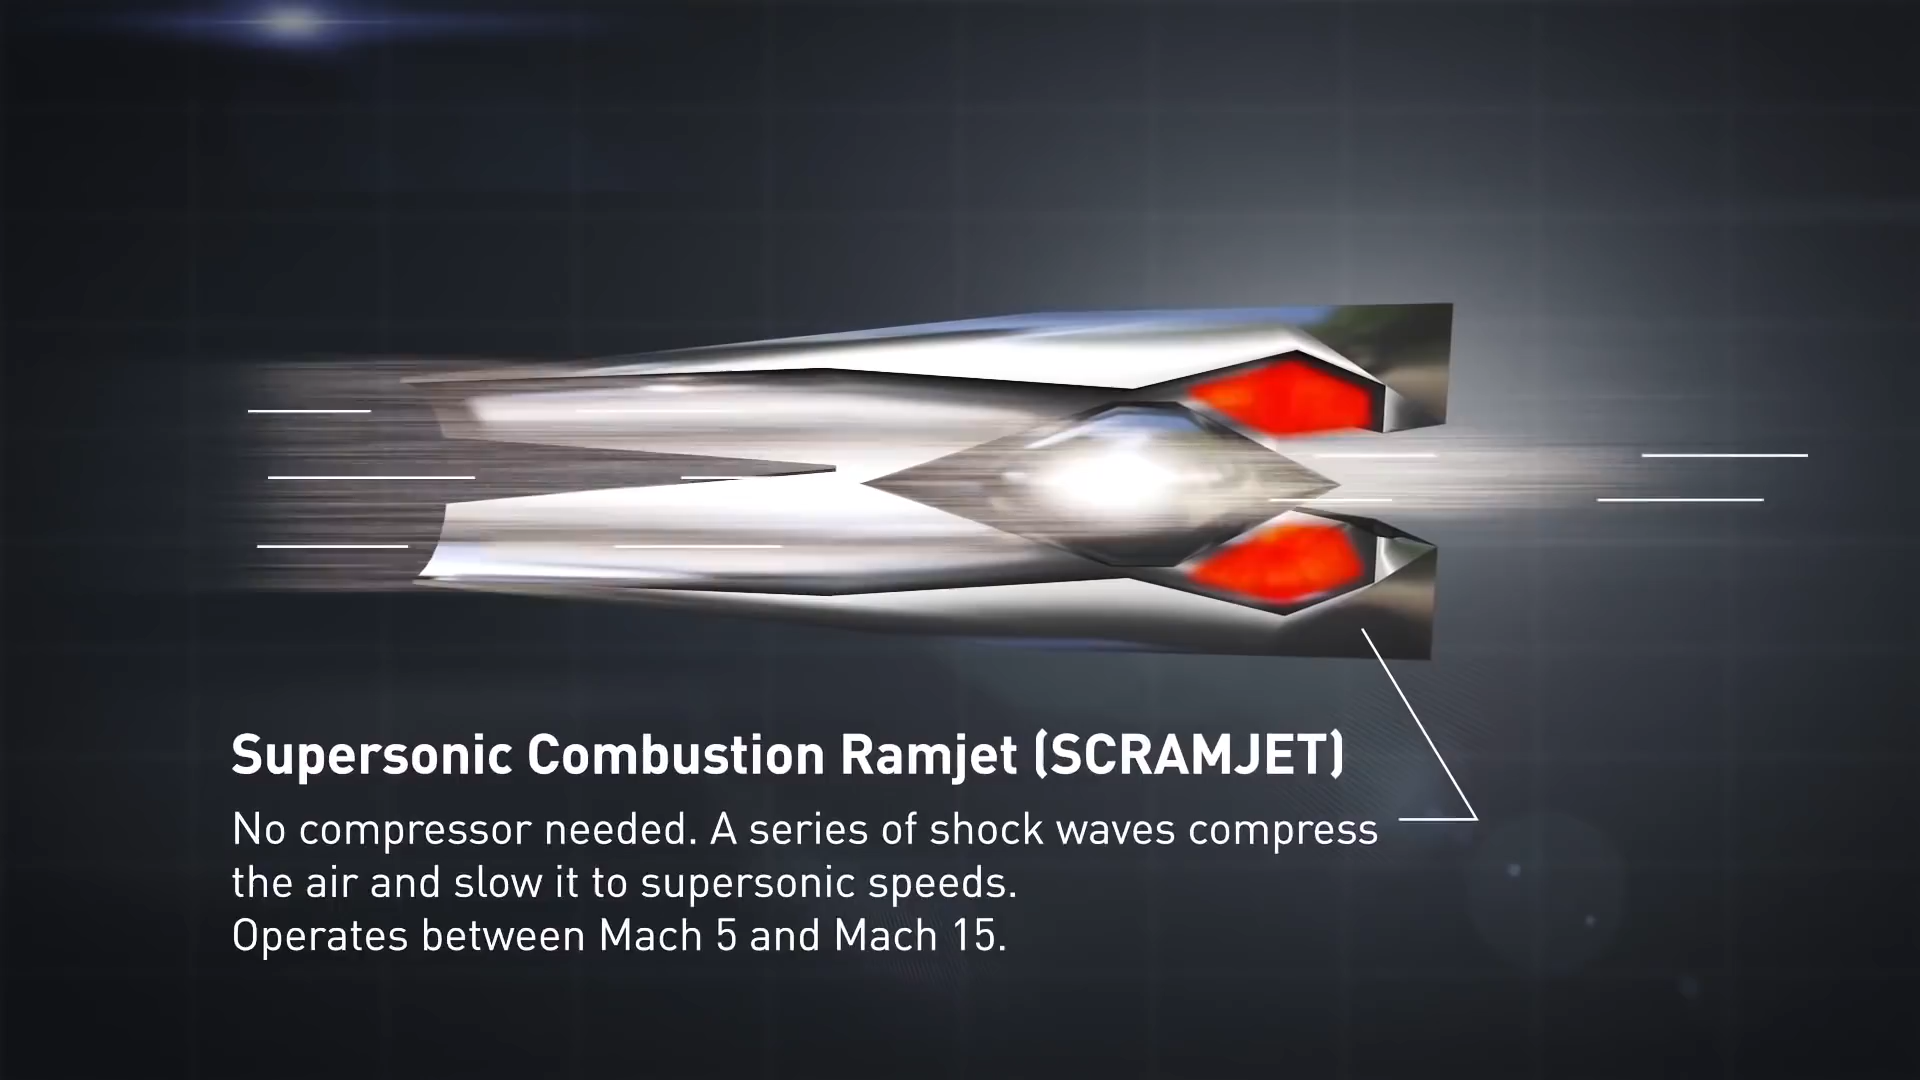 Supersonic Combustion Ramjet (SCRAMJET)
No compressor needed. A series of shock waves compress
the air and slow it to supersonic speeds.
Operates between Mach 5 and Mach 15.